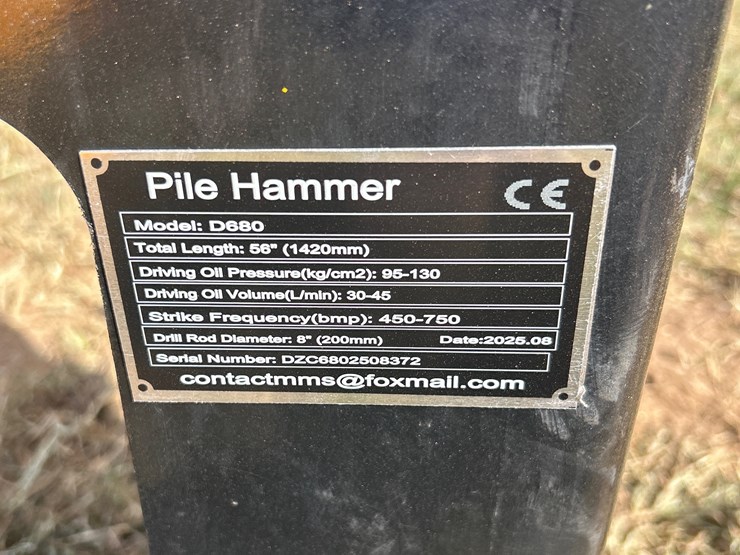 Pile Hammer CE
Model: D680
Total Length: 56" (1420mm)
Driving Oil Pressure(kg/cm2): 95-130
Driving Oil Volume(L/min): 30-45
Strike Frequency(bmp): 450-750
Drill Rod Diameter: 8" (200mm) Date:2025.08
Serial Number: DZC6802508372
contactmms@foxmail.com